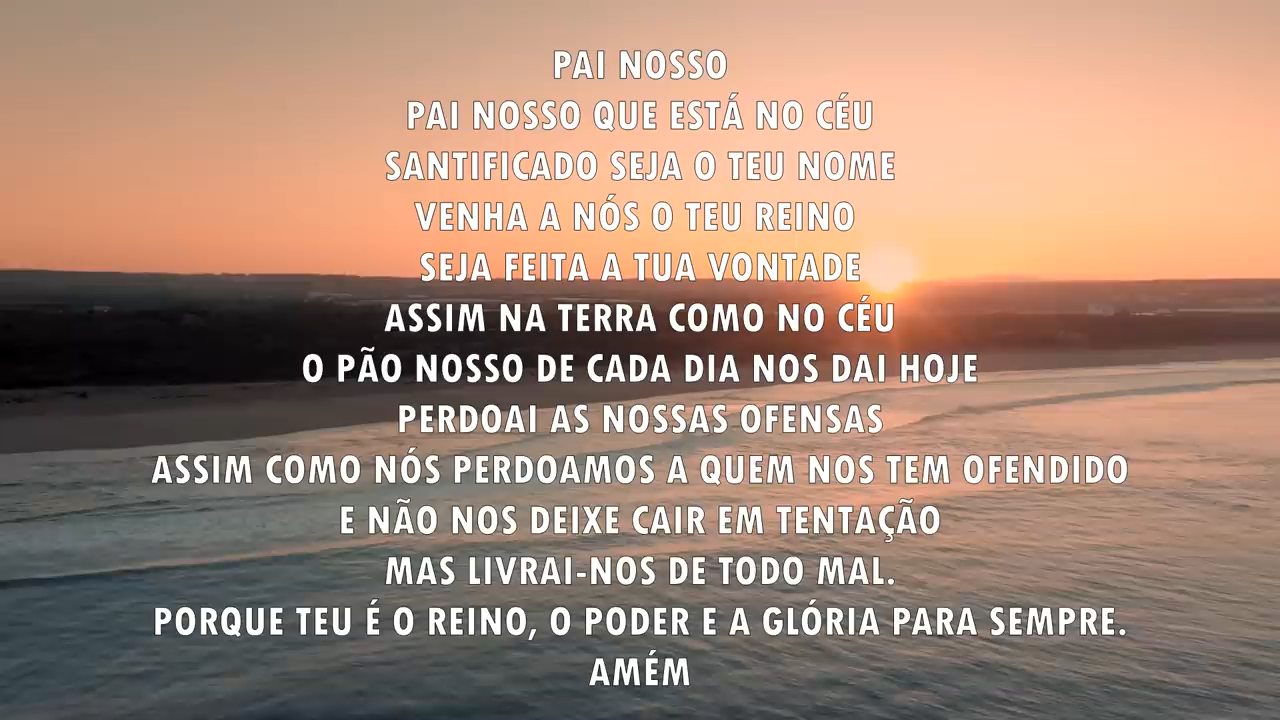 PAI NOSSO
PAI NOSSO QUE ESTÁ NO CÉU
SANTIFICADO SEJA O TEU NOME
VENHA A NÓS O TEU REINO
SEJA FEITA A TUA VONTADE
ASSIM NA TERRA COMO NO CÉU
O PÃO NOSSO DE CADA DIA NOS DAI HOJE
PERDOAI AS NOSSAS OFENSAS
ASSIM COMO NÓS PERDOAMOS A QUEM NOS TEM OFENDIDO
E NÃO NOS DEIXE CAIR EM TENTAÇÃO
MAS LIVRAI-NOS DE TODO MAL.
PORQUE TEU É O REINO, O PODER E A GLÓRIA PARA SEMPRE.
AMÉM